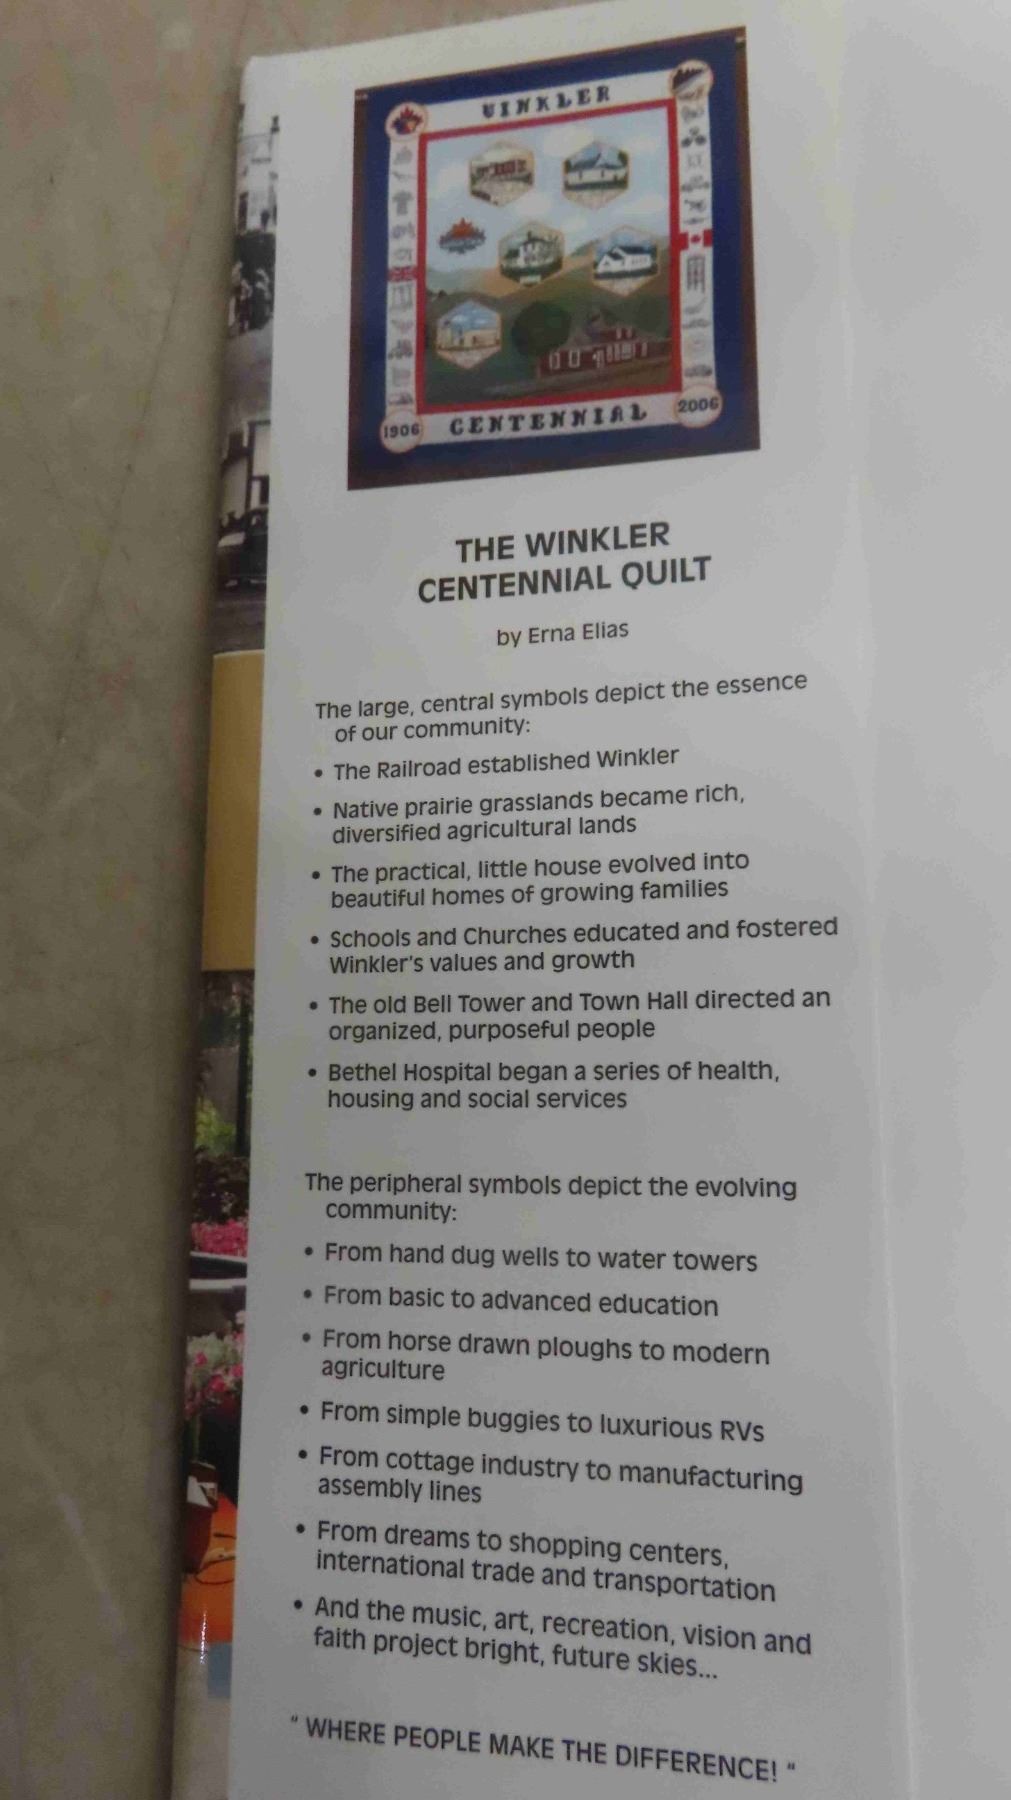 WINKLER
1906 CENTENNIAL 2006
THE WINKLER
CENTENNIAL QUILT
by Erna Elias
The large, central symbols depict the essence
of our community:
• The Railroad established Winkler
• Native prairie grasslands became rich,
diversified agricultural lands
• The practical, little house evolved into
beautiful homes of growing families
• Schools and Churches educated and fostered
Winkler's values and growth
• The old Bell Tower and Town Hall directed an
organized, purposeful people
• Bethel Hospital began a series of health,
housing and social services
The peripheral symbols depict the evolving
community:
• From hand dug wells to water towers
• From basic to advanced education
• From horse drawn ploughs to modern
agriculture
• From simple buggies to luxurious RVs
• From cottage industry to manufacturing
assembly lines
• From dreams to shopping centers,
international trade and transportation
• And the music, art, recreation, vision and
faith project bright, future skies...
" WHERE PEOPLE MAKE THE DIFFERENCE! "